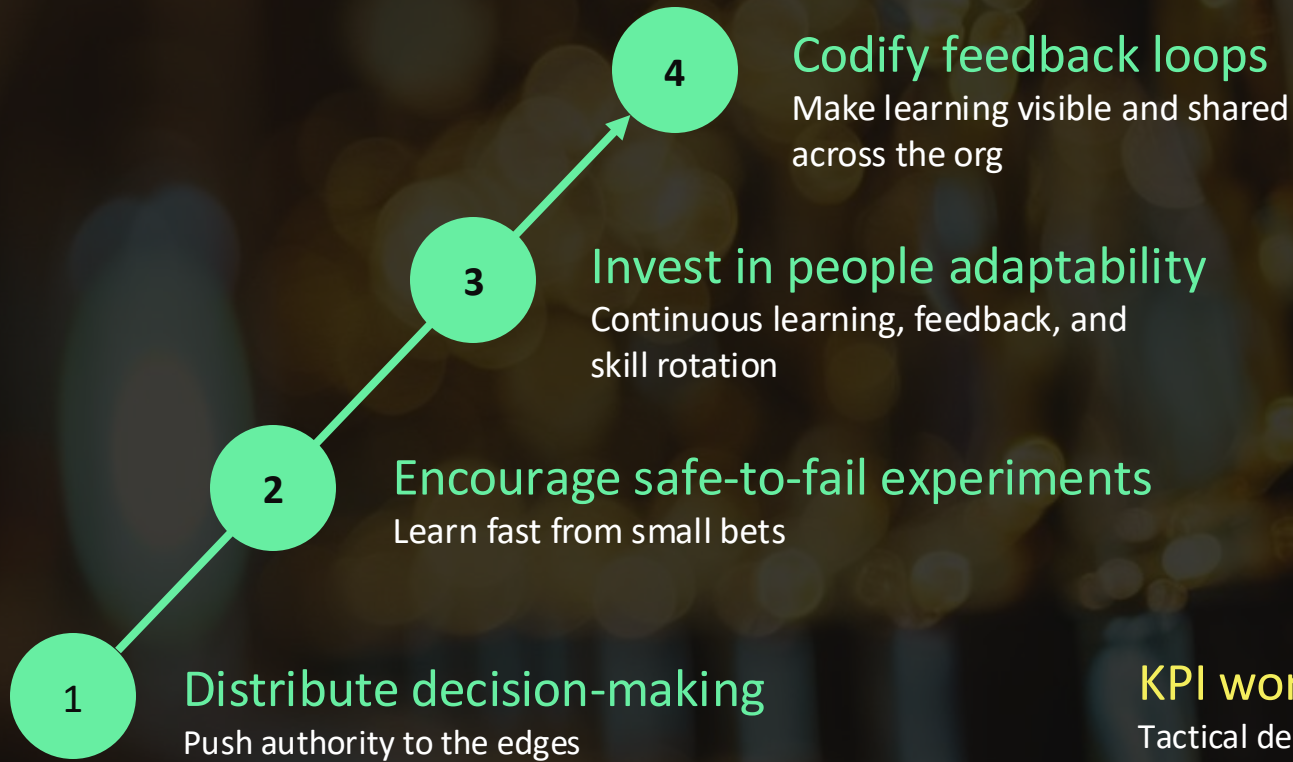 4
Codify feedback loops
Make learning visible and shared
across the org
3
Invest in people adaptability
Continuous learning, feedback, and
skill rotation
2
Encourage safe-to-fail experiments
Learn fast from small bets
1
Distribute decision-making
Push authority to the edges
KPI
Tactical